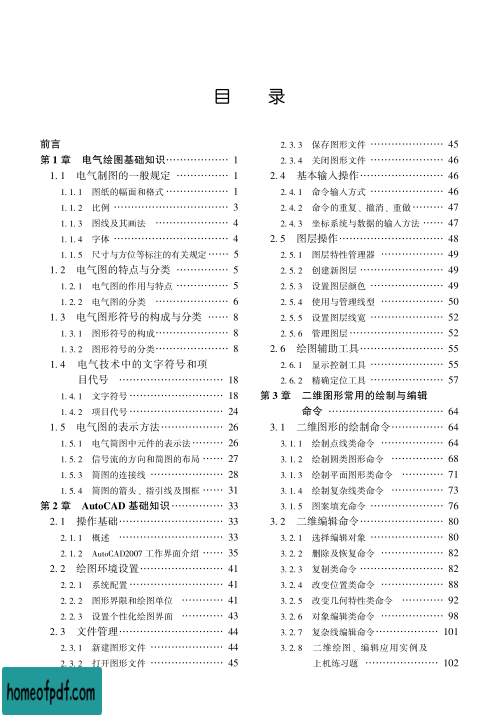 目 录
前言
第 1 章 电气绘图基础知识 ……………… 1
1. 1 电气制图的一般规定 …………… 1
1. 1. 1 图纸的幅面和格式 ……………… 1
1. 1. 2 比例 …………………………… 3
1. 1. 3 图线及其画法 ………………… 4
1. 1. 4 字体 …………………………… 4
1. 1. 5 尺寸与方位等标注的有关规定 …… 5
1. 2 电气图的特点与分类 …………… 5
1. 2. 1 电气图的作用与特点 …………… 5
1. 2. 2 电气图的分类 ………………… 6
1. 3 电气图形符号的构成与分类 …… 8
1. 3. 1 图形符号的构成 ………………… 8
1. 3. 2 图形符号的分类 ………………… 8
1. 4 电气技术中的文字符号和项
目代号 ………………………… 18
1. 4. 1 文字符号 ……………………… 18
1. 4. 2 项目代号 ……………………… 24
1. 5 电气图的表示方法 ……………… 26
1. 5. 1 电气简图中元件的表示法 ……… 26
1. 5. 2 信号流的方向和简图的布局 …… 27
1. 5. 3 简图的连接线 ………………… 28
1. 5. 4 简图的箭头、指引线及围框 …… 31
第 2 章 AutoCAD 基础知识 …………… 33
2. 1 操作基础 ………………………… 33
2. 1. 1 概述 …………………………… 33
2. 1. 2 AutoCAD2007 工作界面介绍 …… 35
2. 2 绘图环境设置 …………………… 41
2. 2. 1 系统配置 ……………………… 41
2. 2. 2 图形界限和绘图单位 ………… 41
2. 2. 3 设置个性化绘图界面 ………… 43
2. 3 文件管理 ………………………… 44
2. 3. 1 新建图形文件 ………………… 44
2. 3. 2 打开图形文件 ………………… 45
2. 3. 3 保存图形文件 ………………… 45
2. 3. 4 关闭图形文件 ………………… 46
2. 4 基本输入操作 …………………… 46
2. 4. 1 命令输入方式 ………………… 46
2. 4. 2 命令的重复、撤消、重做 ……… 47
2. 4. 3 坐标系统与数据的输入方法 …… 47
2. 5 图层操作 ………………………… 48
2. 5. 1 图层特性管理器 ……………… 49
2. 5. 2 创建新图层 …………………… 49
2. 5. 3 设置图层颜色 ………………… 49
2. 5. 4 使用与管理线型 ……………… 50
2. 5. 5 设置图层线宽 ………………… 52
2. 5. 6 管理图层 ……………………… 52
2. 6 绘图辅助工具 …………………… 55
2. 6. 1 显示控制工具 ………………… 55
2. 6. 2 精确定位工具 ………………… 57
第 3 章 二维图形常用的绘制与编辑
命令 …………………………… 64
3. 1 二维图形的绘制命令 …………… 64
3. 1. 1 绘制点线类命令 ……………… 64
3. 1. 2 绘制圆类图形命令 …………… 68
3. 1. 3 绘制平面图形类命令 ………… 71
3. 1. 4 绘制复杂线类命令 …………… 73
3. 1. 5 图案填充命令 ………………… 76
3. 2 二维编辑命令 …………………… 80
3. 2. 1 选择编辑对象 ………………… 80
3. 2. 2 删除及恢复命令 ……………… 82
3. 2. 3 复制类命令 …………………… 82
3. 2. 4 改变位置类命令 ……………… 88
3. 2. 5 改变几何特性类命令 ………… 92
3. 2. 6 对象编辑类命令 ……………… 98
3. 2. 7 复杂线编辑命令 ……………… 101
3. 2. 8 二维绘图、编辑应用实例及
上机练习题 ………………… 102
homeofpdf.com